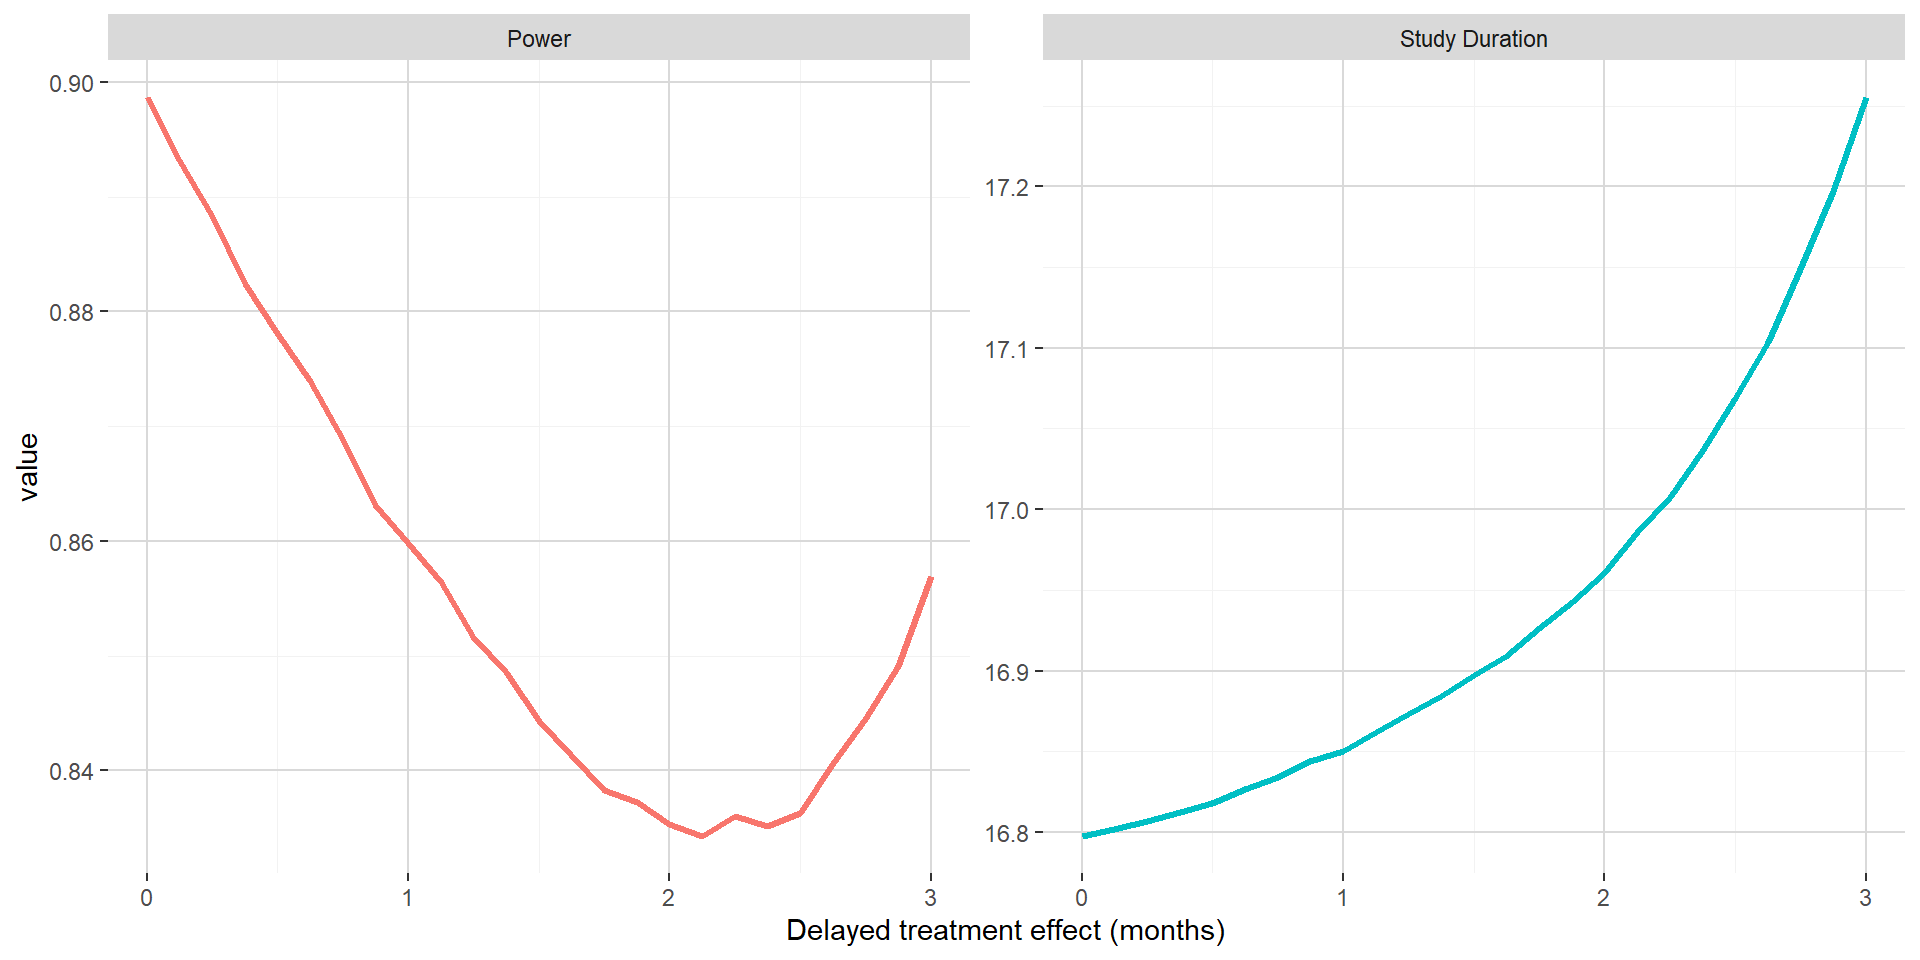 Power
Study Duration
value
0.90
0.88
0.86
0.84
17.2
17.1
17.0
16.9
16.8
0 1 2 3
0 1 2 3
Delayed treatment effect (months)